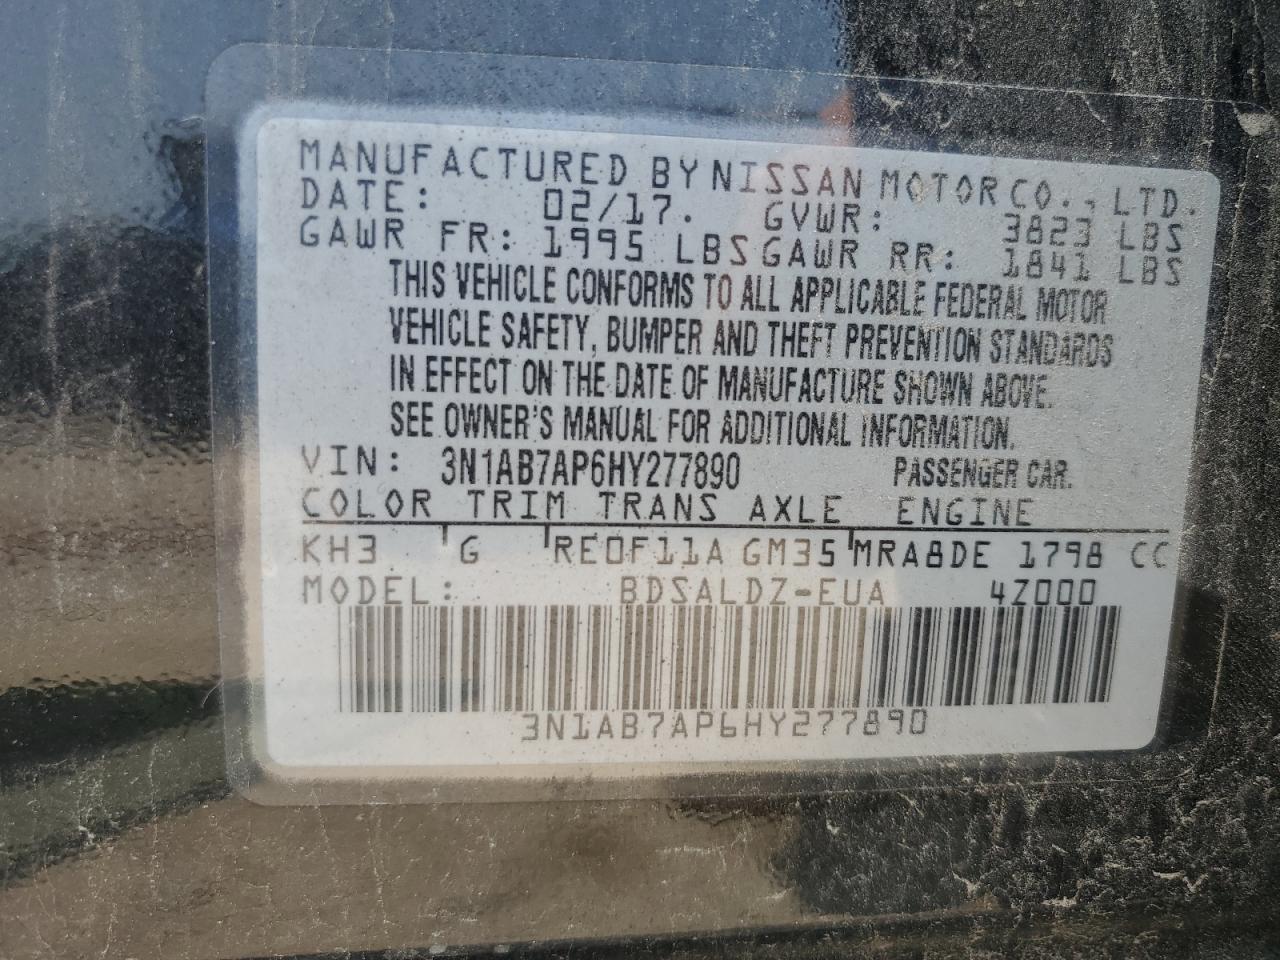 MANUFACTURED BY NISSAN MOTOR CO., LTD.
DATE: 02/17. GVWR: 3823 LBS
GAWR FR: 1995 LBS GAWR RR: 1841 LBS
THIS VEHICLE CONFORMS TO ALL APPLICABLE FEDERAL MOTOR
VEHICLE SAFETY, BUMPER AND THEFT PREVENTION STANDARDS
IN EFFECT ON THE DATE OF MANUFACTURE SHOWN ABOVE.
SEE OWNER'S MANUAL FOR ADDITIONAL INFORMATION.
VIN: 3N1AB7AP6HY277890 PASSENGER CAR.
COLOR TRIM TRANS AXLE ENGINE
KH3 G RE0F11A GM35 MRA8DE 1798 CC
MODEL: BDSALDZ-EUA 4Z000
3N1AB7AP6HY277890